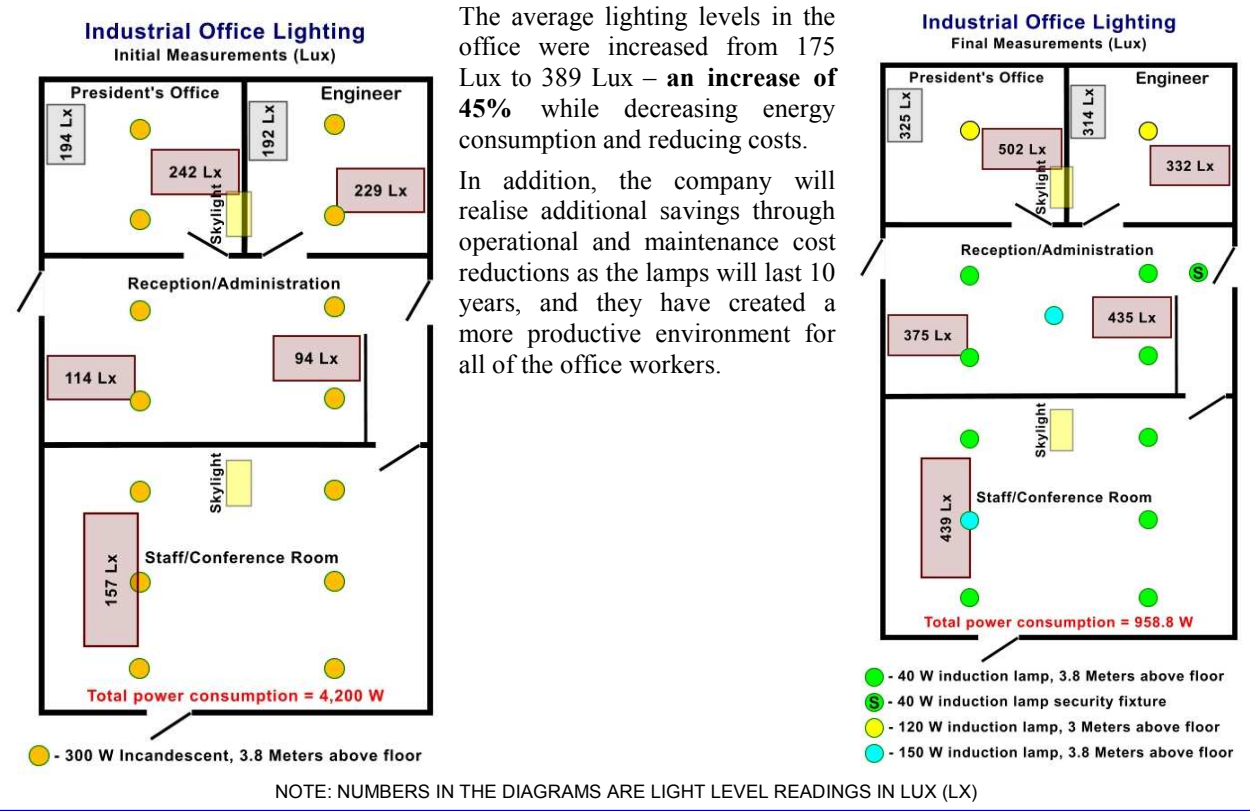 Industrial Office Lighting
Initial Measurements (Lux)
President's Office
Engineer
194 Lx
192 Lx
242 Lx
229 Lx
Skylight
Reception/Administration
94 Lx
114 Lx
Skylight
Staff/Conference Room
157 Lx
Total power consumption = 4,200 W
- 300 W Incandescent, 3.8 Meters above floor
The average lighting levels in the
office were increased from 175
Lux to 389 Lux – an increase of
45% while decreasing energy
consumption and reducing costs.
In addition, the company will
realise additional savings through
operational and maintenance cost
reductions as the lamps will last 10
years, and they have created a
more productive environment for
all of the office workers.
Industrial Office Lighting
Final Measurements (Lux)
President's Office
Engineer
325 Lx
314 Lx
502 Lx
332 Lx
Skylight
Reception/Administration
S
435 Lx
375 Lx
Skylight
Staff/Conference Room
439 Lx
Total power consumption = 958.8 W
- 40 W induction lamp, 3.8 Meters above floor
S - 40 W induction lamp security fixture
- 120 W induction lamp, 3 Meters above floor
- 150 W induction lamp, 3.8 Meters above floor
NOTE: NUMBERS IN THE DIAGRAMS ARE LIGHT LEVEL READINGS IN LUX (LX)